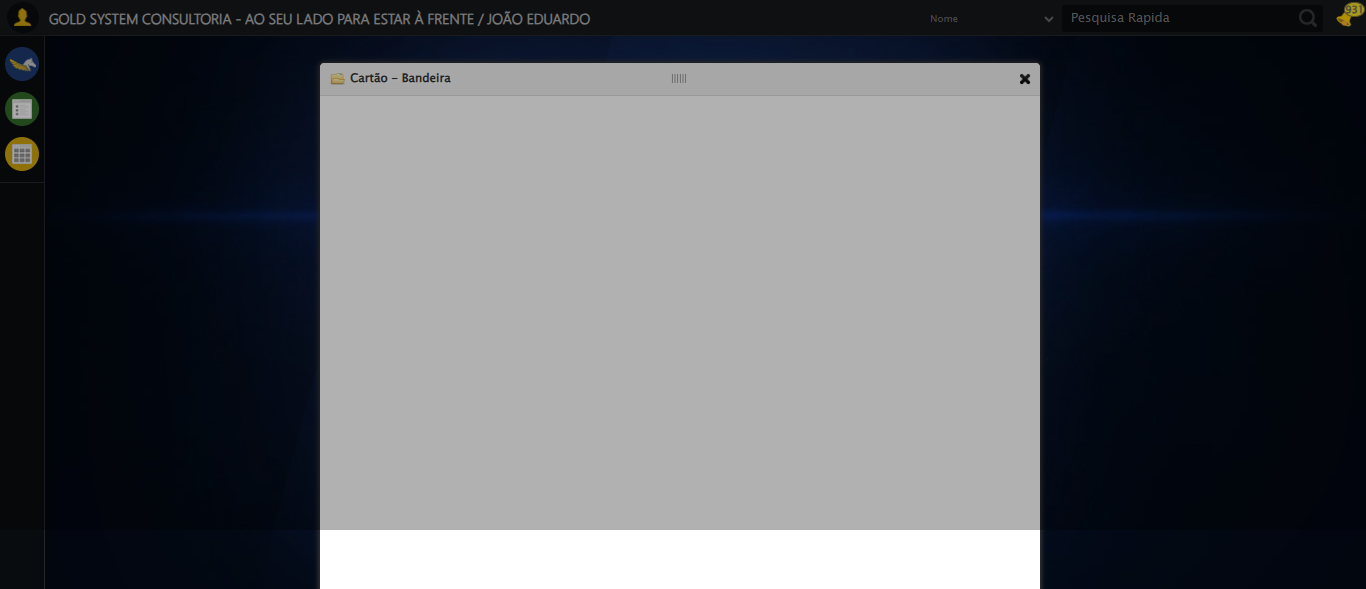 GOLD SYSTEM CONSULTORIA - AO SEU LADO PARA ESTAR À FRENTE / JOÃO EDUARDO
Nome
Pesquisa Rapida
931
Cartão - Bandeira